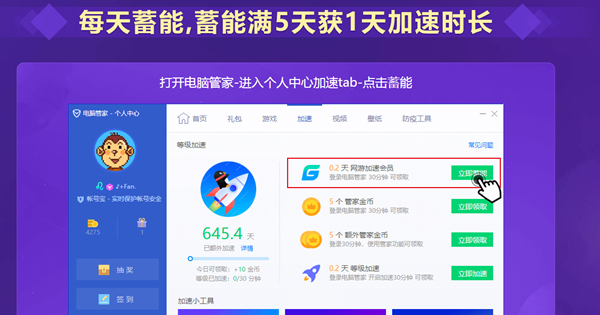 每天蓄能,蓄能满5天获1天加速时长
打开电脑管家-进入个人中心加速tab-点击蓄能
电脑管家 · 个人中心
首页 礼包 游戏 加速 视频 壁纸 防疫工具
等级加速
常见问题
♪+Fan.
帐号宝 - 实时保护帐号安全
4275 1
抽奖
签到
645.4 天
已额外加速 详情
今日可领取：+10 金币
等级已加速：0/30 分钟
0.2 天 网游加速会员
登录电脑管家 30分钟 可领取
立即蓄能
5 个 管家金币
登录电脑管家 30分钟 可领取
立即领取
5 个 额外管家金币
登录30分钟、使用管家功能可领取
立即领取
0.2 天 等级加速
登录电脑管家 开启加速30分钟 可领取
立即加速
加速小工具